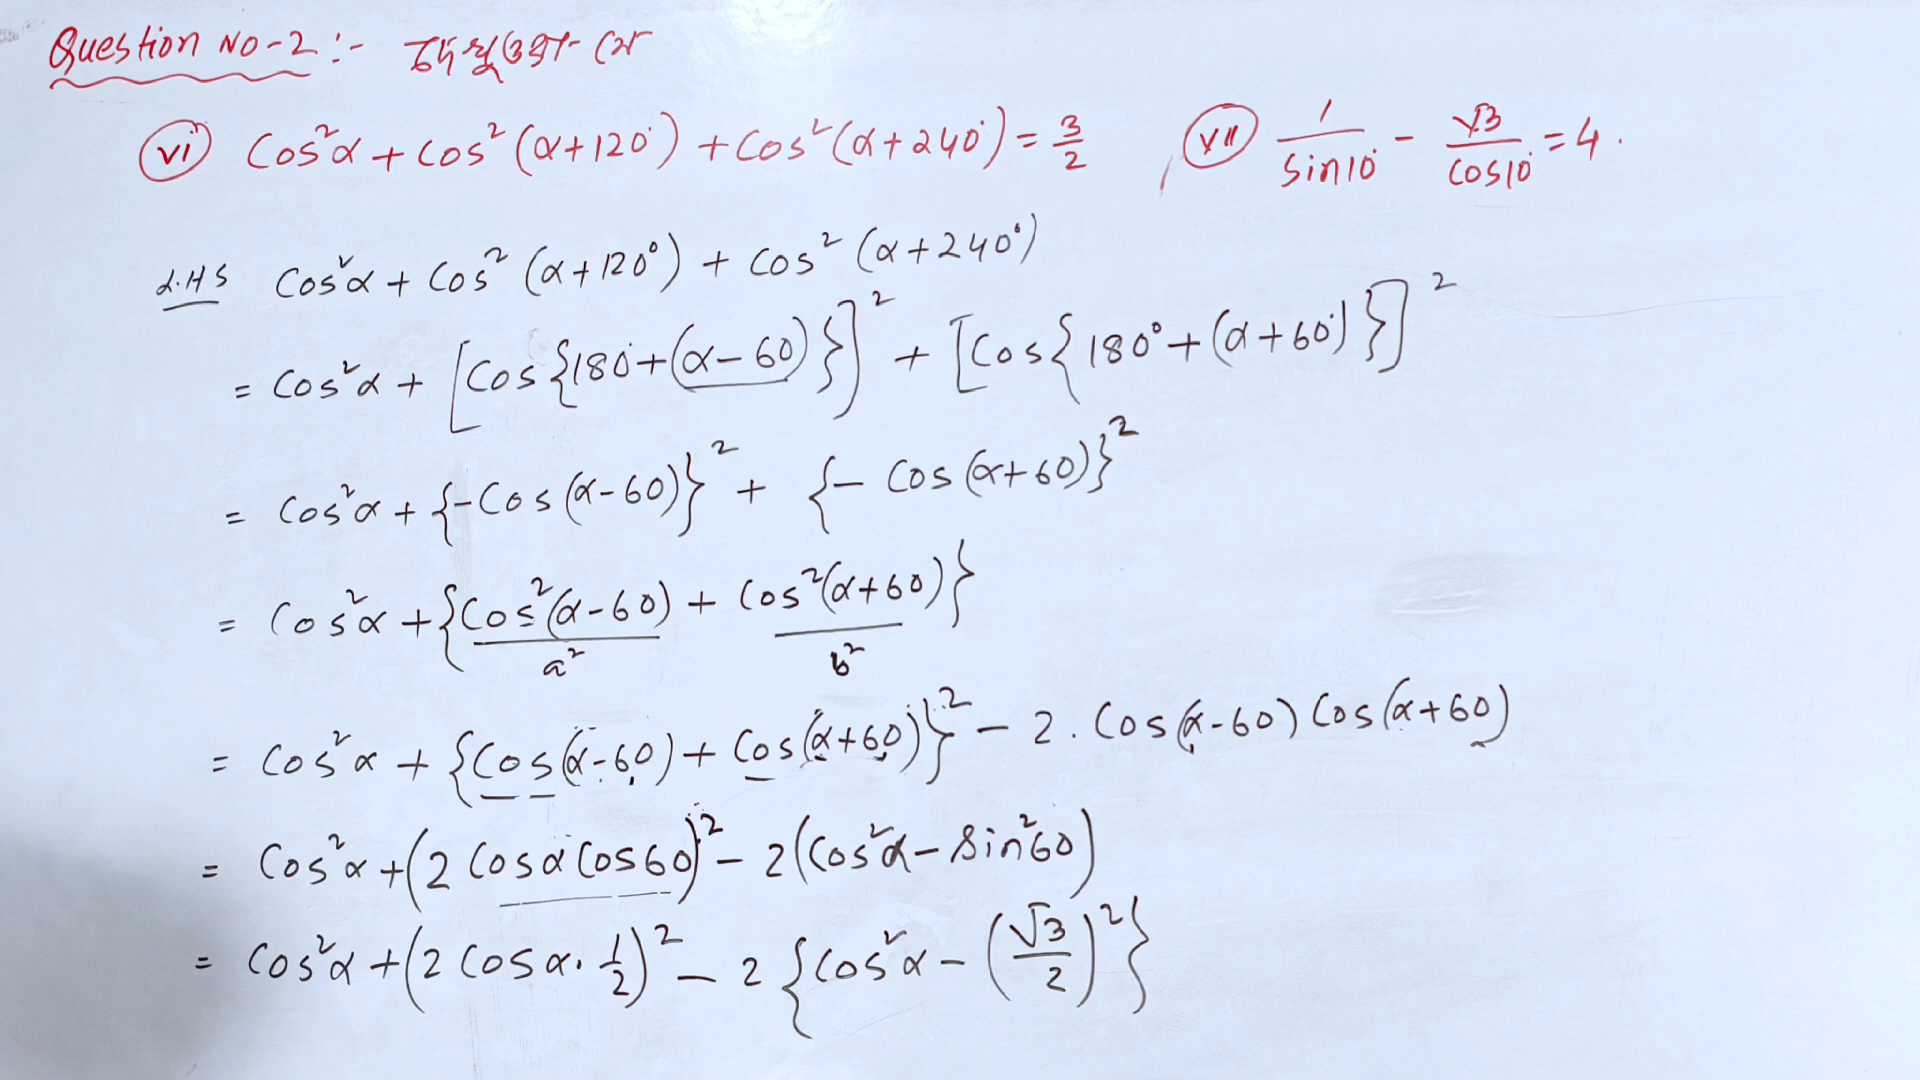 Question NO-2:- দেখুওৱা যে
(vi) Cos²α + Cos²(α+120°) + Cos²(α+240°) = 3/2 (vii) 1/Sin10° - √3/Cos10° = 4.
L.H.S Cos²α + Cos²(α+120°) + Cos²(α+240°)
= Cos²α + [Cos{180°+(α-60)}]² + [Cos{180°+(α+60°)}]²
= Cos²α + {-Cos(α-60)}² + {-Cos(α+60)}²
= Cos²α + {Cos²(α-60) + Cos²(α+60)}
a² b²
= Cos²α + {Cos(α-60) + Cos(α+60)}² - 2.Cos(α-60) Cos(α+60)
= Cos²α + (2 Cosα Cos60)² - 2(Cos²α - Sin²60)
= Cos²α + (2 Cosα. 1/2)² - 2{Cos²α - (√3/2)²}